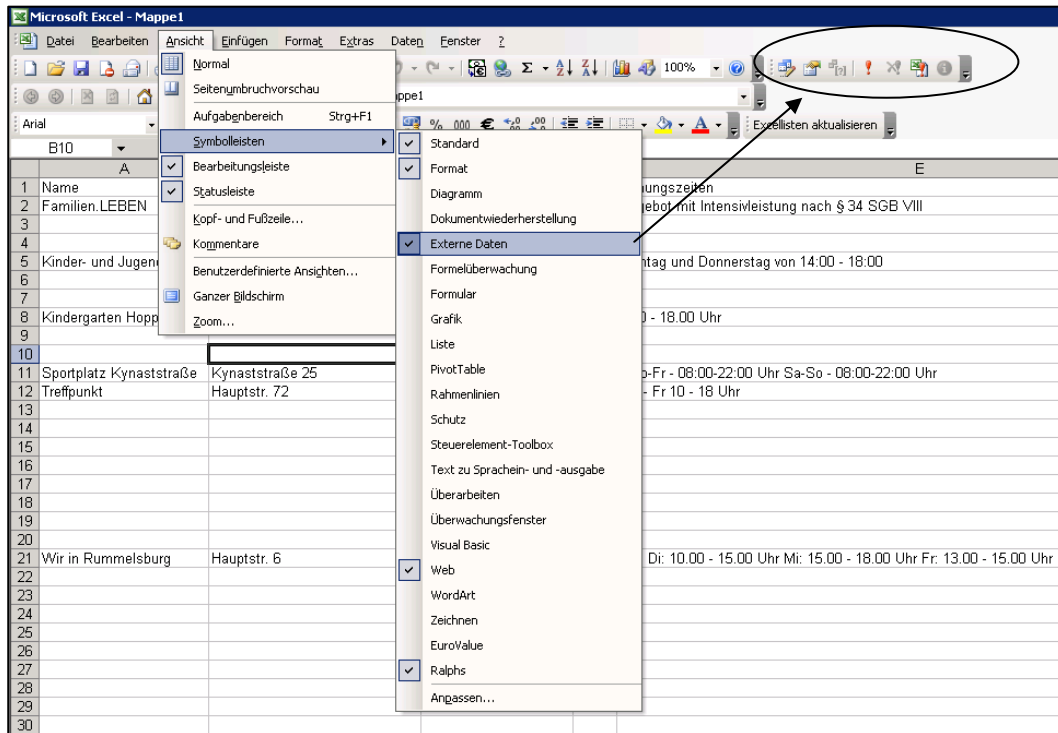 Microsoft Excel - Mappe1
Datei Bearbeiten Ansicht Einfügen Format Extras Daten Fenster ?
100%
ppe1
Arial % 000 € Excellisten aktualisieren
B10
Normal
Seitenumbruchvorschau
Aufgabenbereich Strg+F1
Symbolleisten
Bearbeitungsleiste
Statusleiste
Kopf- und Fußzeile...
Kommentare
Benutzerdefinierte Ansichten...
Ganzer Bildschirm
Zoom...
Standard
Format
Diagramm
Dokumentwiederherstellung
Externe Daten
Formelüberwachung
Formular
Grafik
Liste
PivotTable
Rahmenlinien
Schutz
Steuerelement-Toolbox
Text zu Sprachein- und -ausgabe
Überarbeiten
Überwachungsfenster
Visual Basic
Web
WordArt
Zeichnen
EuroValue
Ralphs
Anpassen...
A E
1 Name ungszeiten
2 Familien.LEBEN ebot mit Intensivleistung nach § 34 SGB VIII
3
4
5 Kinder- und Jugen ntag und Donnerstag von 14:00 - 18:00
6
7
8 Kindergarten Hopp - 18.00 Uhr
9
10
11 Sportplatz Kynaststraße Kynaststraße 25 o-Fr - 08:00-22:00 Uhr Sa-So - 08:00-22:00 Uhr
12 Treffpunkt Hauptstr. 72 - Fr 10 - 18 Uhr
13
14
15
16
17
18
19
20
21 Wir in Rummelsburg Hauptstr. 6 Di: 10.00 - 15.00 Uhr Mi: 15.00 - 18.00 Uhr Fr: 13.00 - 15.00 Uhr
22
23
24
25
26
27
28
29
30